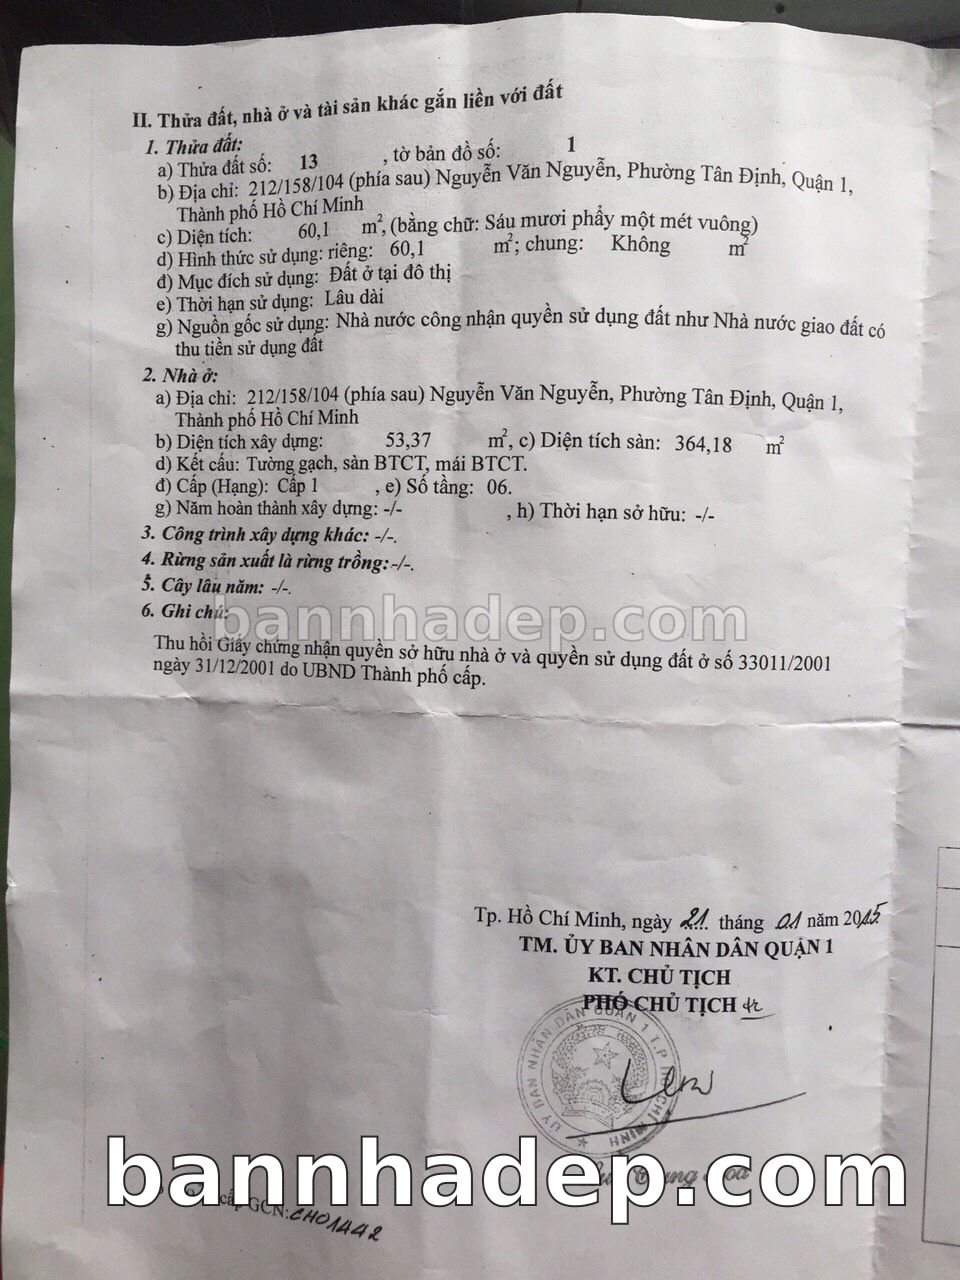 II. Thửa đất, nhà ở và tài sản khác gắn liền với đất
1. Thửa đất:
a) Thửa đất số: 13 , tờ bản đồ số: 1
b) Địa chỉ: 212/158/104 (phía sau) Nguyễn Văn Nguyễn, Phường Tân Định, Quận 1,
Thành phố Hồ Chí Minh
c) Diện tích: 60,1 m², (bằng chữ: Sáu mươi phẩy một mét vuông)
d) Hình thức sử dụng: riêng: 60,1 m²; chung: Không m²
đ) Mục đích sử dụng: Đất ở tại đô thị
e) Thời hạn sử dụng: Lâu dài
g) Nguồn gốc sử dụng: Nhà nước công nhận quyền sử dụng đất như Nhà nước giao đất có
thu tiền sử dụng đất
2. Nhà ở:
a) Địa chỉ: 212/158/104 (phía sau) Nguyễn Văn Nguyễn, Phường Tân Định, Quận 1,
Thành phố Hồ Chí Minh
b) Diện tích xây dựng: 53,37 m², c) Diện tích sàn: 364,18 m²
d) Kết cấu: Tường gạch, sàn BTCT, mái BTCT.
đ) Cấp (Hạng): Cấp 1 , e) Số tầng: 06.
g) Năm hoàn thành xây dựng: -/- , h) Thời hạn sở hữu: -/-
3. Công trình xây dựng khác: -/-.
4. Rừng sản xuất là rừng trồng: -/-.
5. Cây lâu năm: -/-.
6. Ghi chú:
bannhadep.com
Thu hồi Giấy chứng nhận quyền sở hữu nhà ở và quyền sử dụng đất ở số 33011/2001
ngày 31/12/2001 do UBND Thành phố cấp.
Tp. Hồ Chí Minh, ngày 21 tháng 01 năm 2015
TM. ỦY BAN NHÂN DÂN QUẬN 1
KT. CHỦ TỊCH
PHÓ CHỦ TỊCH
ỦY BAN NHÂN DÂN QUẬN 1 T.P HỒ CHÍ MINH
bannhadep.com
cấp GCN: CH01442